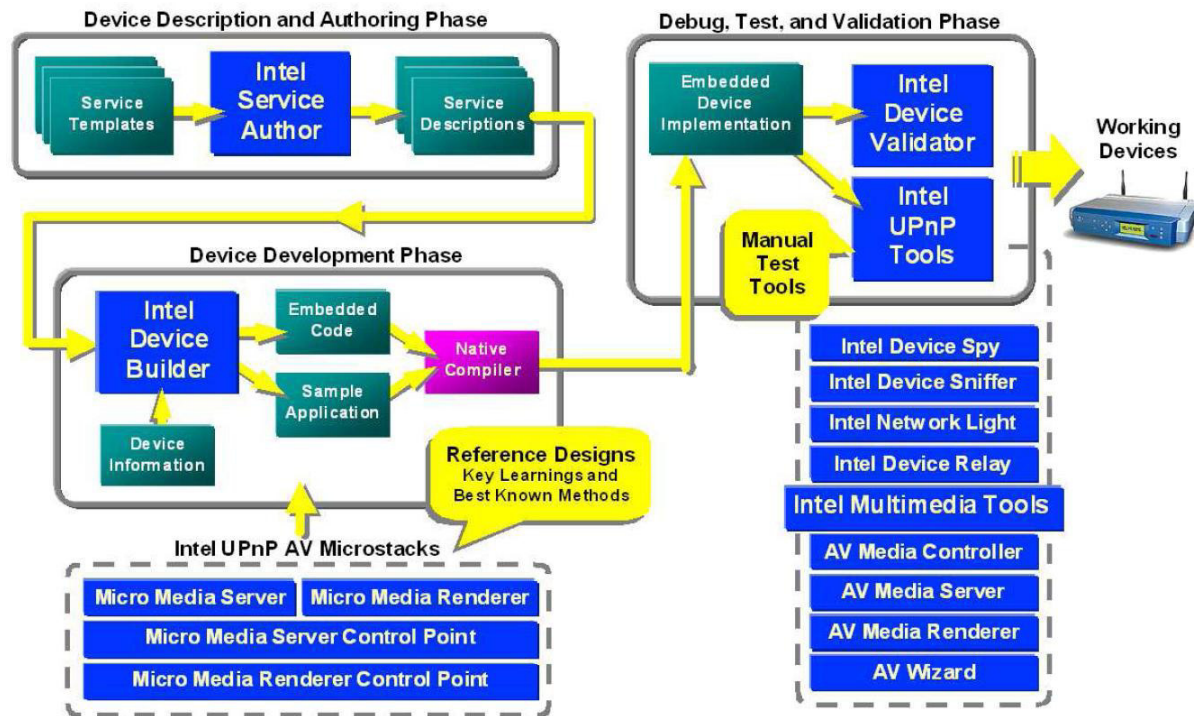 Device Description and Authoring Phase
Service
Templates
Intel
Service
Author
Service
Descriptions
Debug, Test, and Validation Phase
Embedded
Device
Implementation
Intel
Device
Validator
Intel
UPnP
Tools
Manual
Test
Tools
Working
Devices
Device Development Phase
Intel
Device
Builder
Embedded
Code
Sample
Application
Native
Compiler
Device
Information
Reference Designs
Key Learnings and
Best Known Methods
Intel UPnP AV Microstacks
Micro Media Server
Micro Media Renderer
Micro Media Server Control Point
Micro Media Renderer Control Point
Intel Device Spy
Intel Device Sniffer
Intel Network Light
Intel Device Relay
Intel Multimedia Tools
AV Media Controller
AV Media Server
AV Media Renderer
AV Wizard